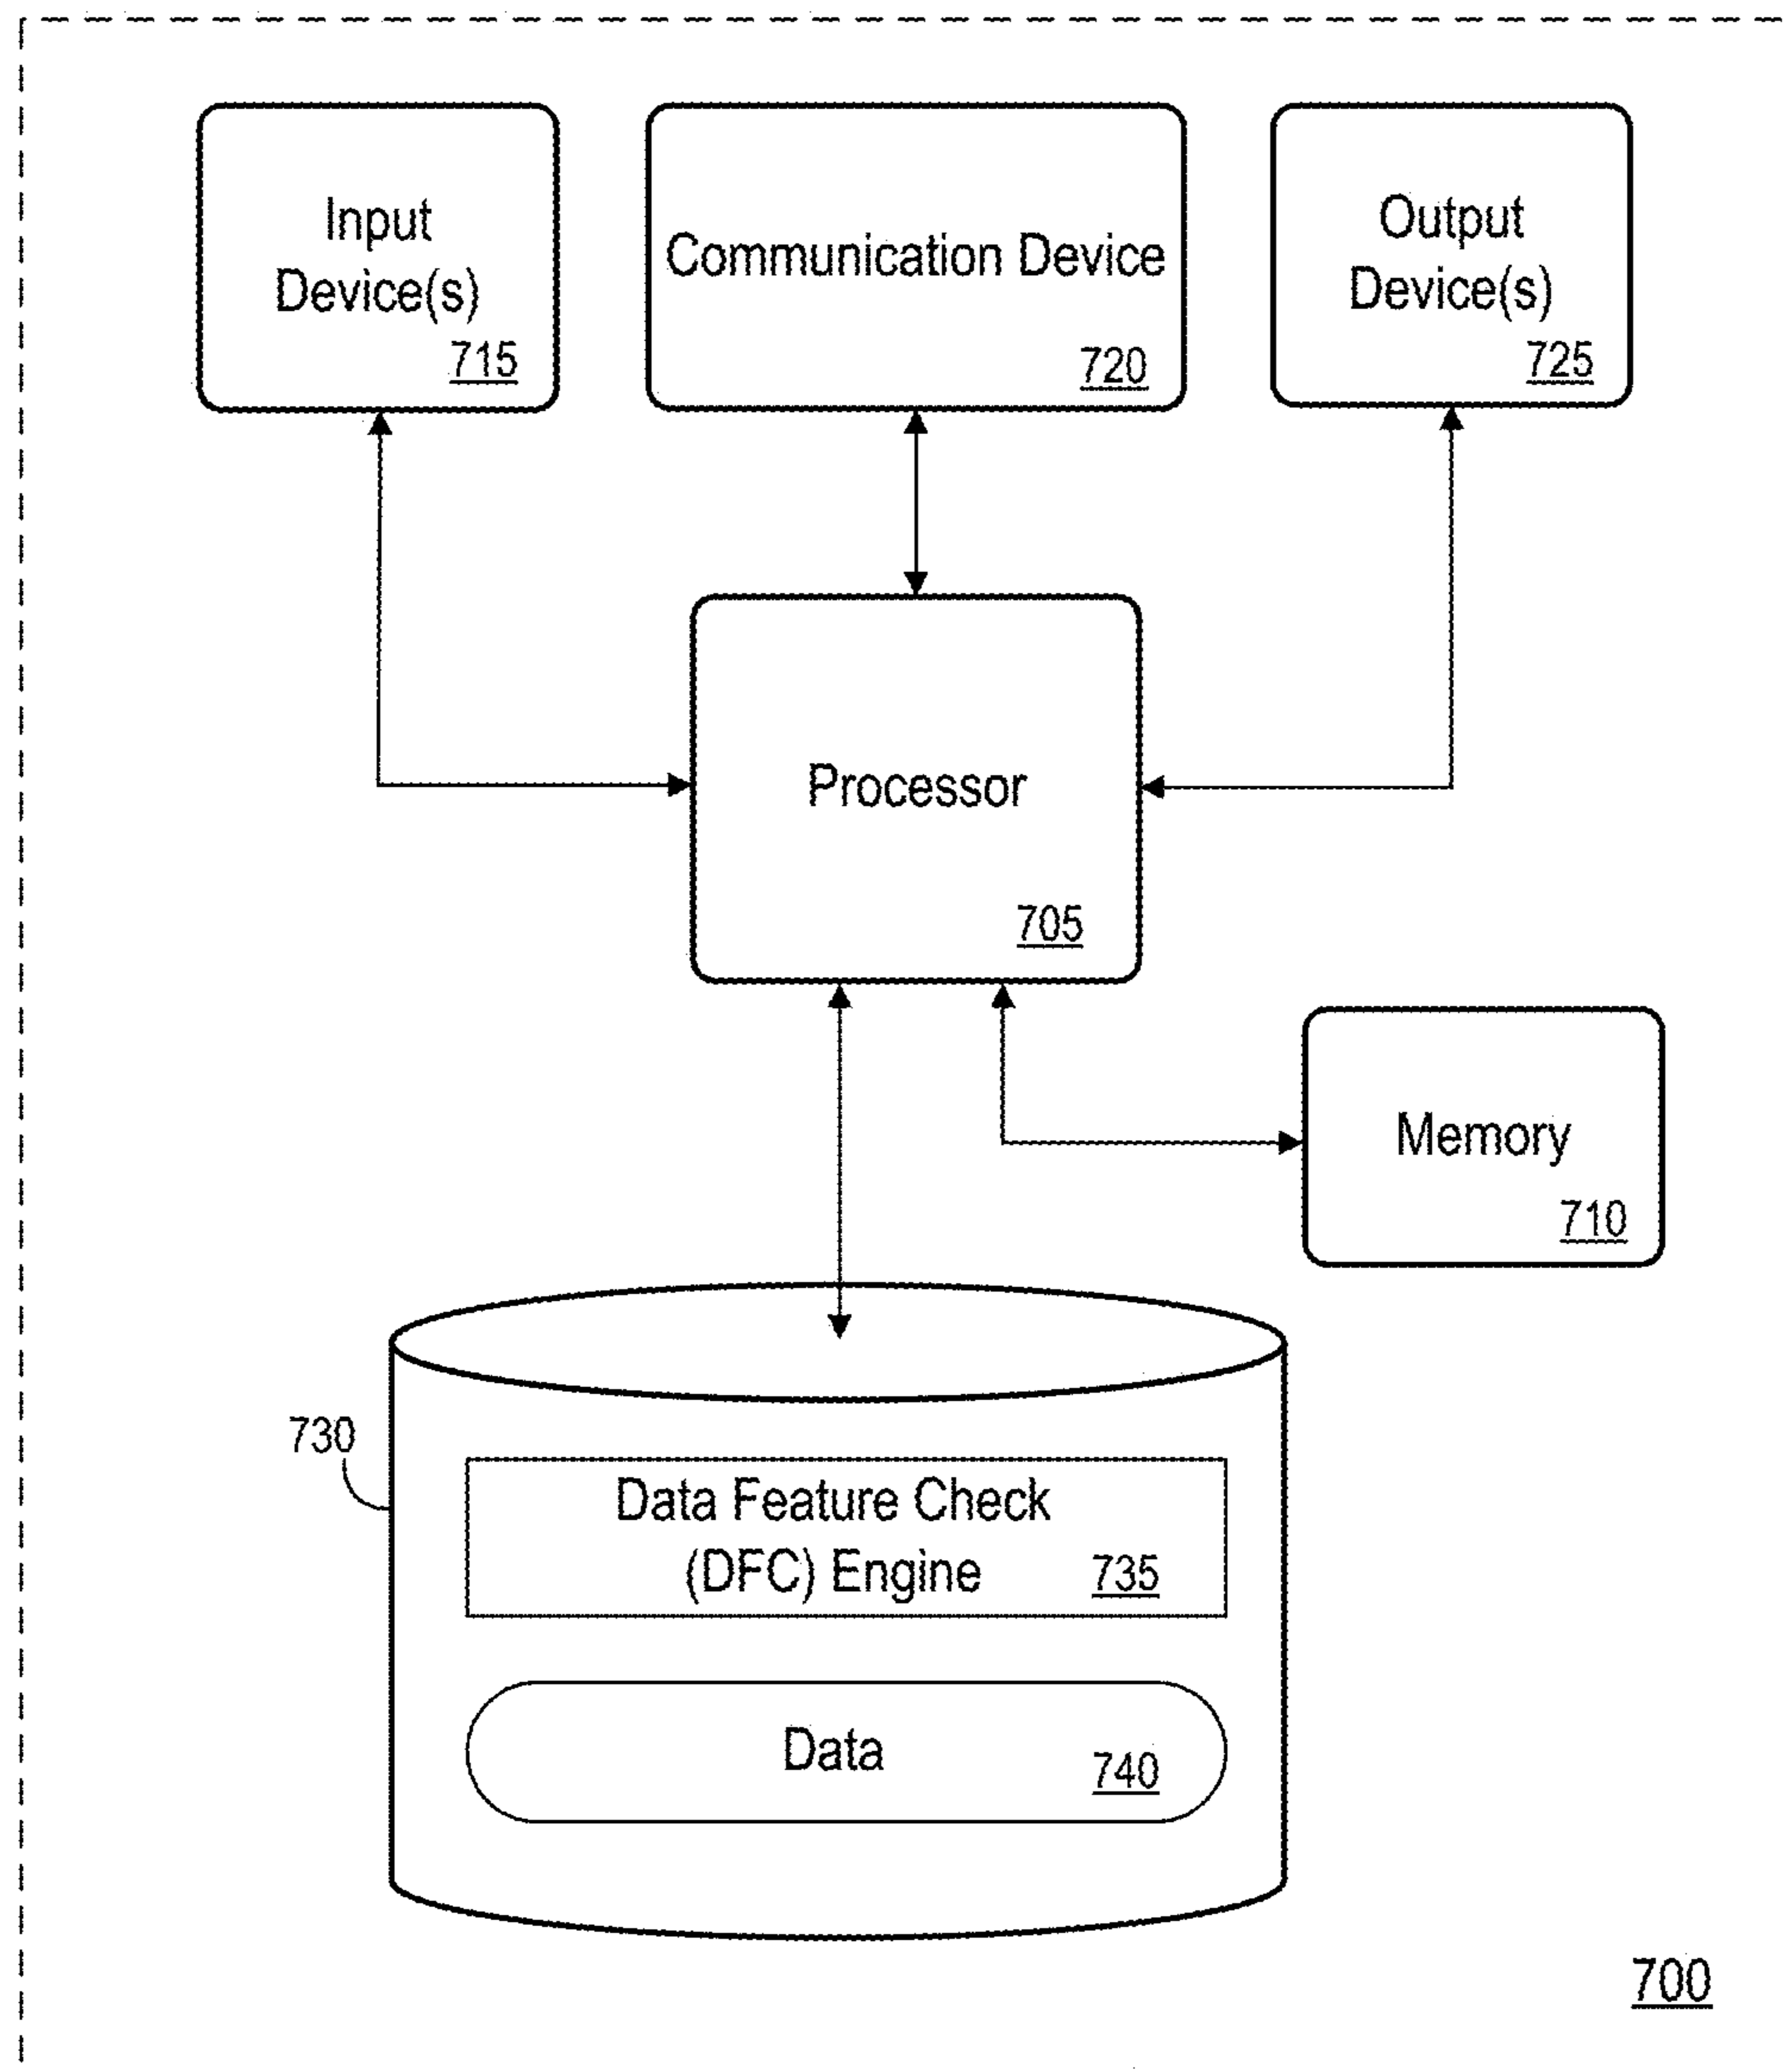 Input
Device(s)
715
Communication Device
720
Output
Device(s)
725
Processor
705
Memory
710
730
Data Feature Check
(DFC) Engine
735
Data
740
700